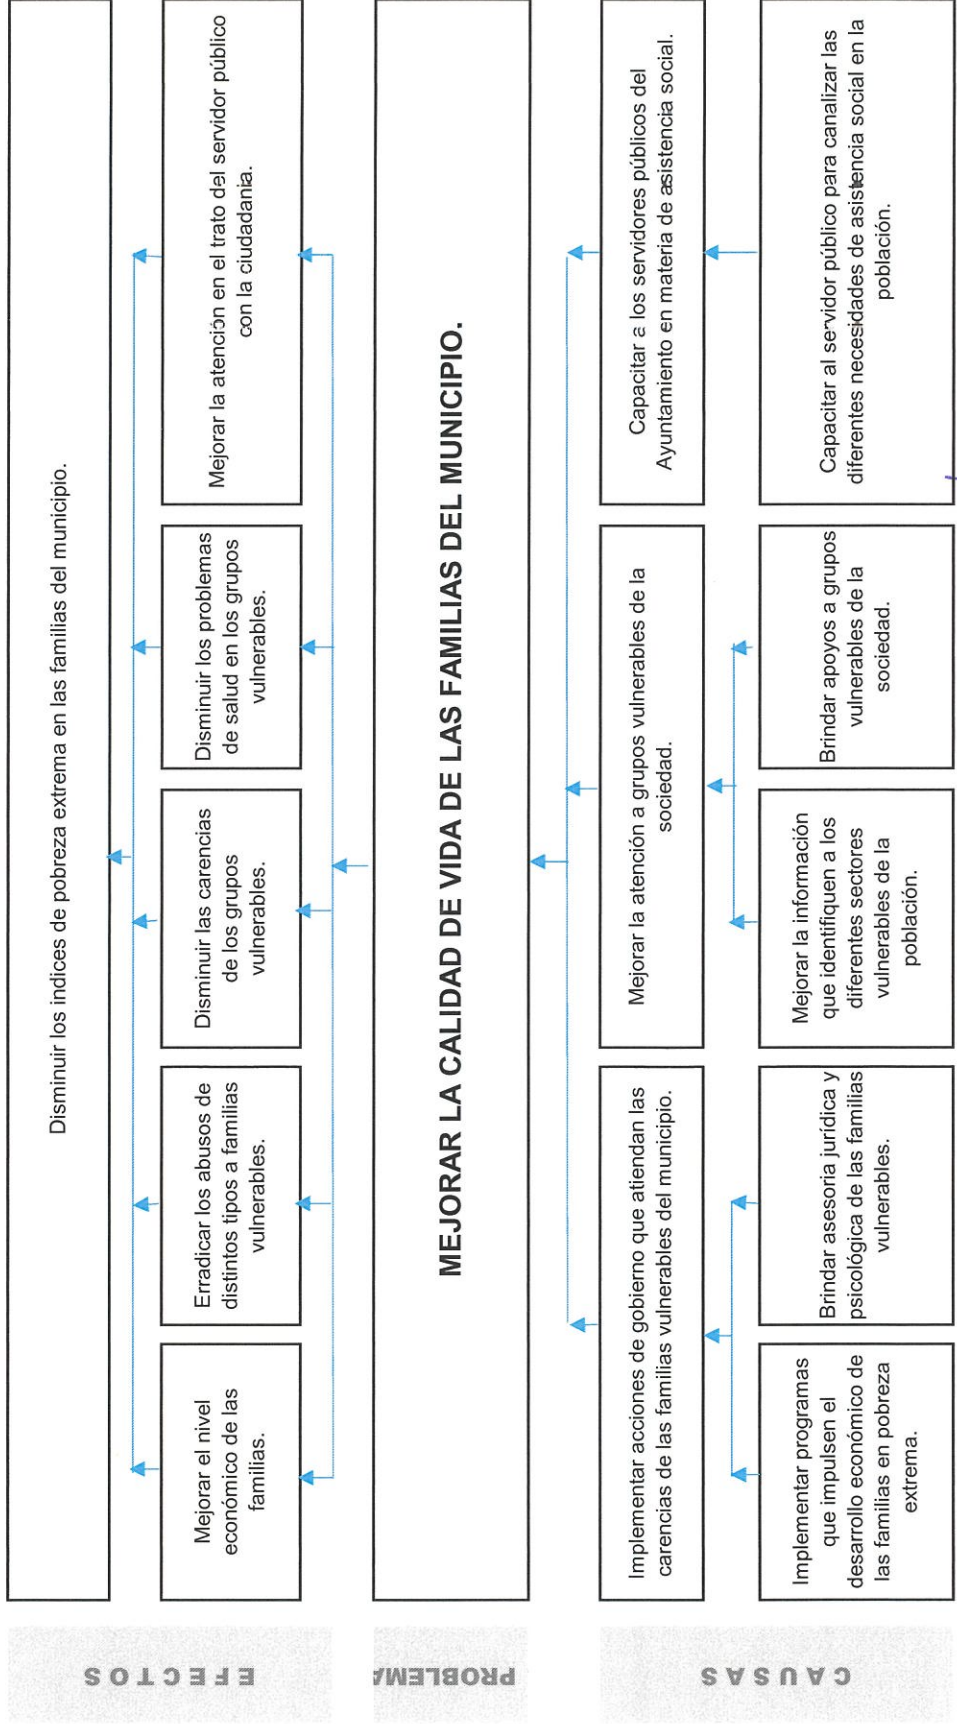 EFECTOS
Disminuir los indices de pobreza extrema en las familias del municipio.
Mejorar el nivel
económico de las
familias.
Erradicar los abusos de
distintos tipos a familias
vulnerables.
Disminuir las carencias
de los grupos
vulnerables.
Disminuir los problemas
de salud en los grupos
vulnerables.
Mejorar la atención en el trato del servidor público
con la ciudadania.
PROBLEMA
MEJORAR LA CALIDAD DE VIDA DE LAS FAMILIAS DEL MUNICIPIO.
CAUSAS
Implementar acciones de gobierno que atiendan las
carencias de las familias vulnerables del municipio.
Mejorar la atención a grupos vulnerables de la
sociedad.
Capacitar a los servidores públicos del
Ayuntamiento en materia de asistencia social.
Implementar programas
que impulsen el
desarrollo económico de
las familias en pobreza
extrema.
Brindar asesoria juridica y
psicológica de las familias
vulnerables.
Mejorar la información
que identifiquen a los
diferentes sectores
vulnerables de la
población.
Brindar apoyos a grupos
vulnerables de la
sociedad.
Capacitar al servidor público para canalizar las
diferentes necesidades de asistencia social en la
población.